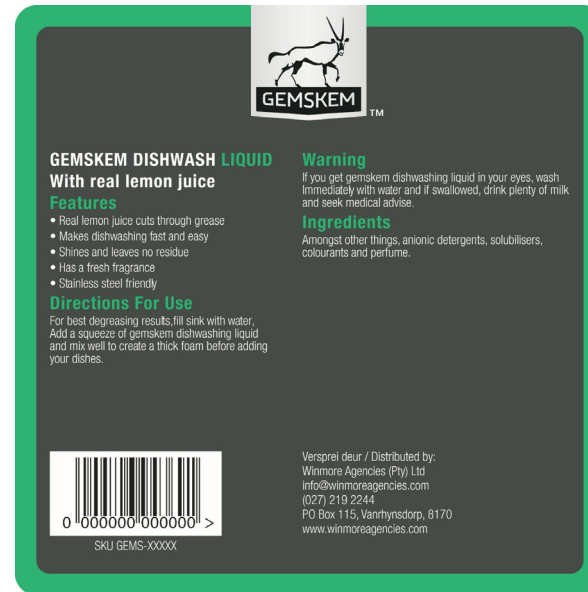 GEMSKEM
TM
GEMSKEM DISHWASH LIQUID
With real lemon juice
Features
• Real lemon juice cuts through grease
• Makes dishwashing fast and easy
• Shines and leaves no residue
• Has a fresh fragrance
• Stainless steel friendly
Directions For Use
For best degreasing results,fill sink with water,
Add a squeeze of gemskem dishwashing liquid
and mix well to create a thick foam before adding
your dishes.
0 000000 000000 >
SKU GEMS-XXXXX
Warning
If you get gemskem dishwashing liquid in your eyes, wash
Immediately with water and if swallowed, drink plenty of milk
and seek medical advise.
Ingredients
Amongst other things, anionic detergents, solubilisers,
colourants and perfume.
Versprei deur / Distributed by:
Winmore Agencies (Pty) Ltd
info@winmoreagencies.com
(027) 219 2244
PO Box 115, Vanrhynsdorp, 8170
www.winmoreagencies.com